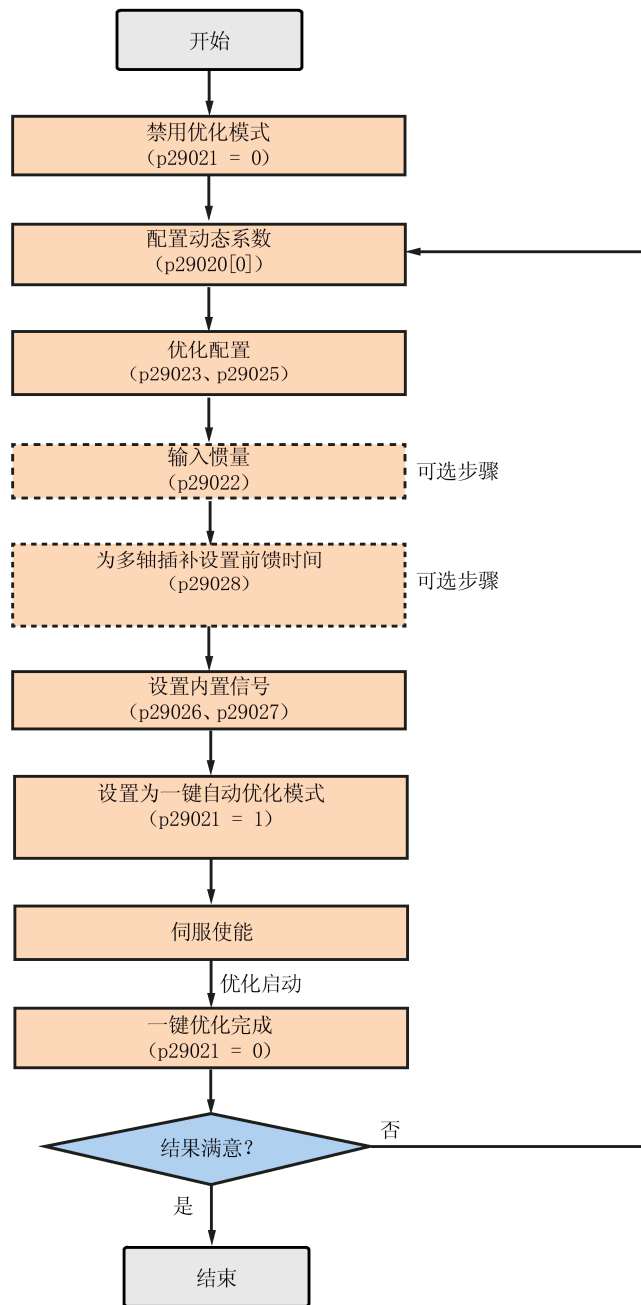 开始
禁用优化模式
(p29021 = 0)
配置动态系数
(p29020[0])
优化配置
(p29023、p29025)
输入惯量
(p29022)
可选步骤
为多轴插补设置前馈时间
(p29028)
可选步骤
设置内置信号
(p29026、p29027)
设置为一键自动优化模式
(p29021 = 1)
伺服使能
优化启动
一键优化完成
(p29021 = 0)
结果满意?
否
是
结束